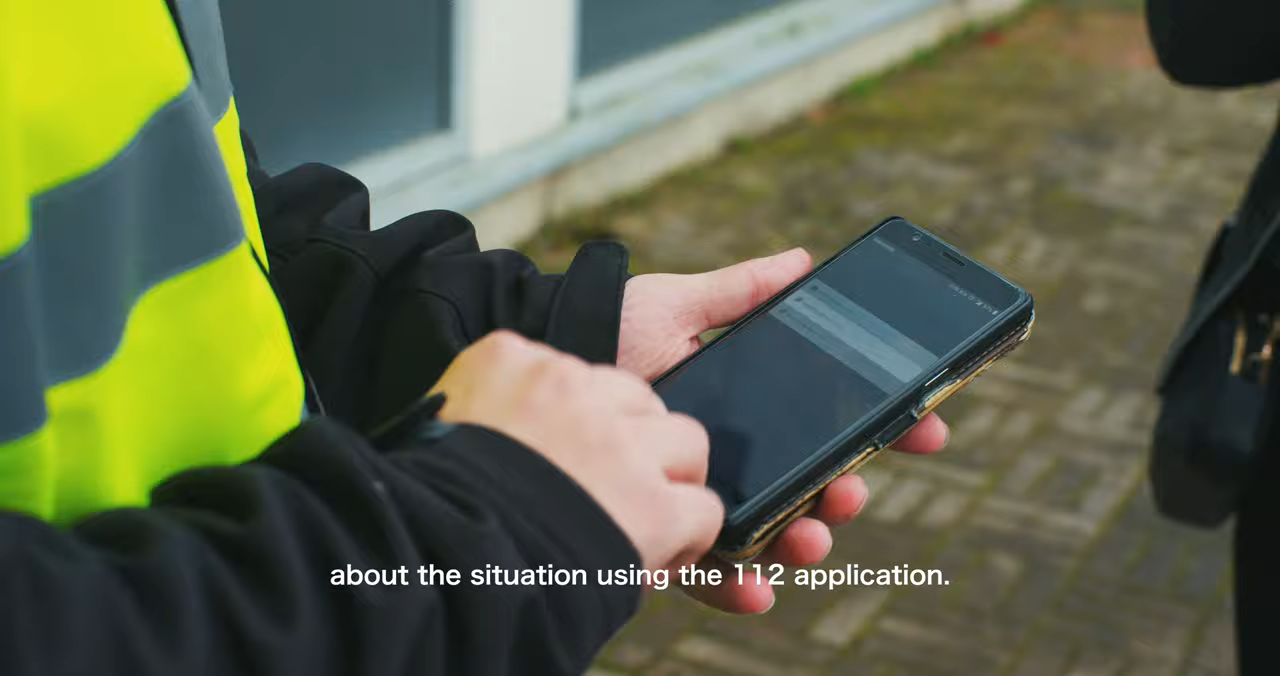 about the situation using the 112 application.